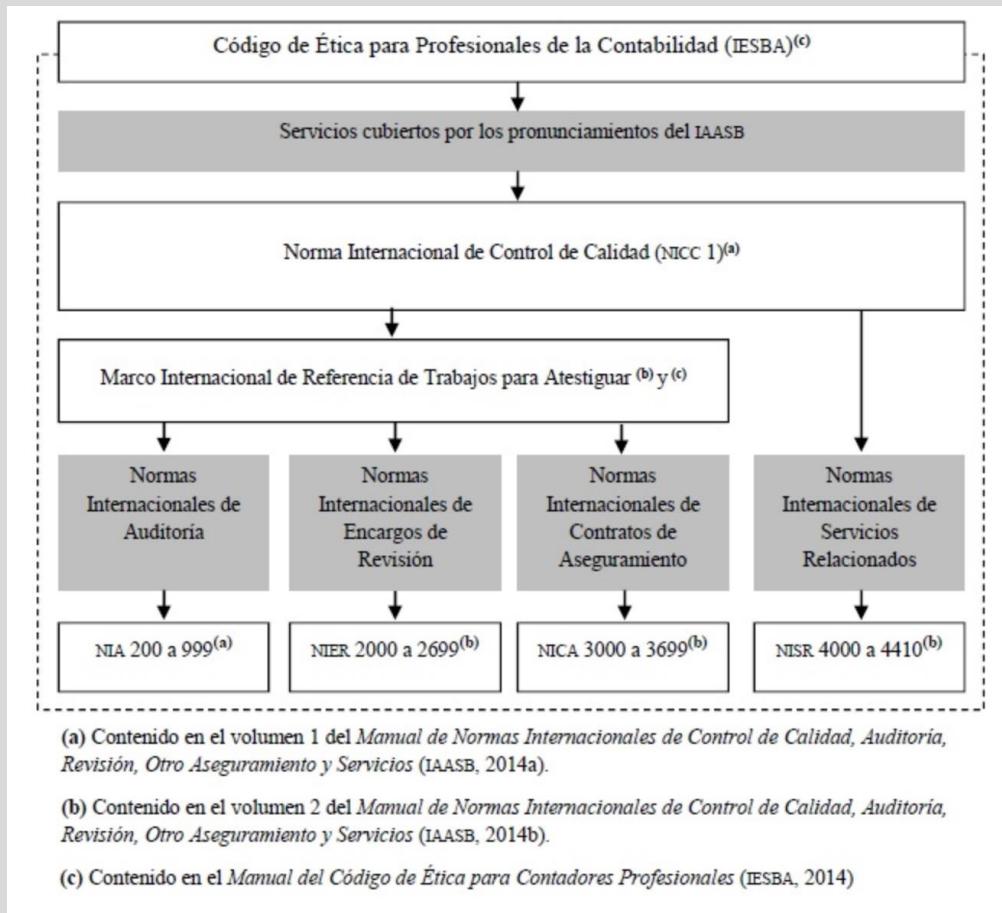 Código de Ética para Profesionales de la Contabilidad (IESBA)(c)
Servicios cubiertos por los pronunciamientos del IAASB
Norma Internacional de Control de Calidad (NICC 1)(a)
Marco Internacional de Referencia de Trabajos para Atestiguar (b) y (c)
Normas
Internacionales de
Auditoría
Normas
Internacionales de
Encargos de
Revisión
Normas
Internacionales de
Contratos de
Aseguramiento
Normas
Internacionales de
Servicios
Relacionados
NIA 200 a 999(a)
NIER 2000 a 2699(b)
NICA 3000 a 3699(b)
NISR 4000 a 4410(b)
(a) Contenido en el volumen 1 del Manual de Normas Internacionales de Control de Calidad, Auditoría,
Revisión, Otro Aseguramiento y Servicios (IAASB, 2014a).
(b) Contenido en el volumen 2 del Manual de Normas Internacionales de Control de Calidad, Auditoría,
Revisión, Otro Aseguramiento y Servicios (IAASB, 2014b).
(c) Contenido en el Manual del Código de Ética para Contadores Profesionales (IESBA, 2014)